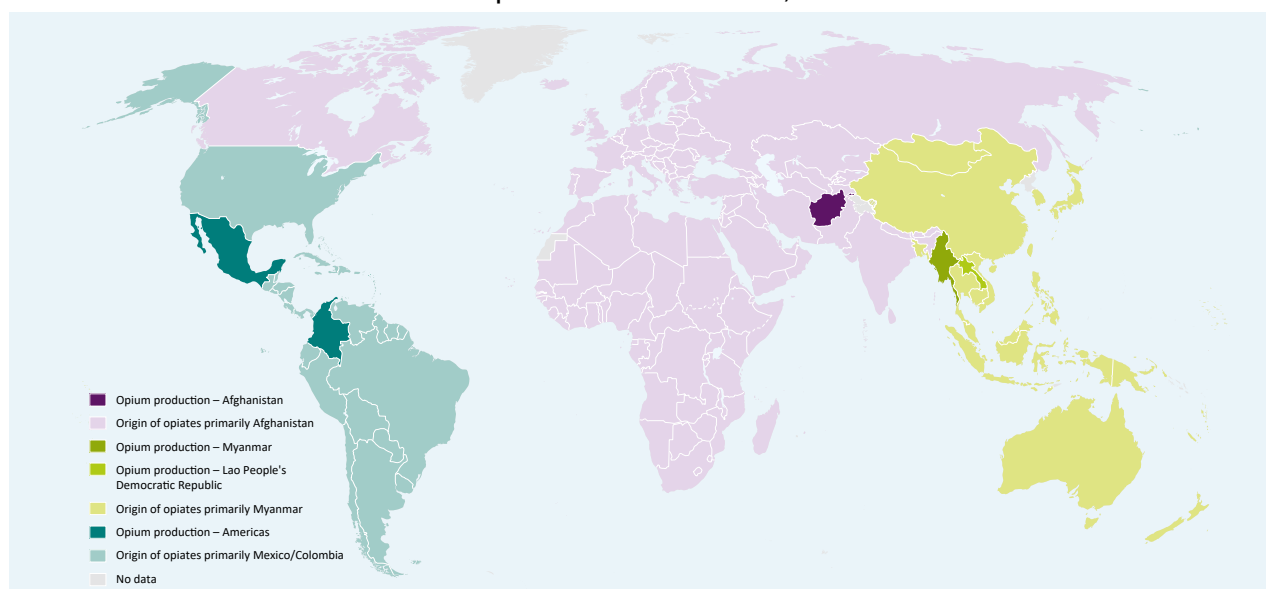 Opium production – Afghanistan
Origin of opiates primarily Afghanistan
Opium production – Myanmar
Opium production – Lao People's
Democratic Republic
Origin of opiates primarily Myanmar
Opium production – Americas
Origin of opiates primarily Mexico/Colombia
No data